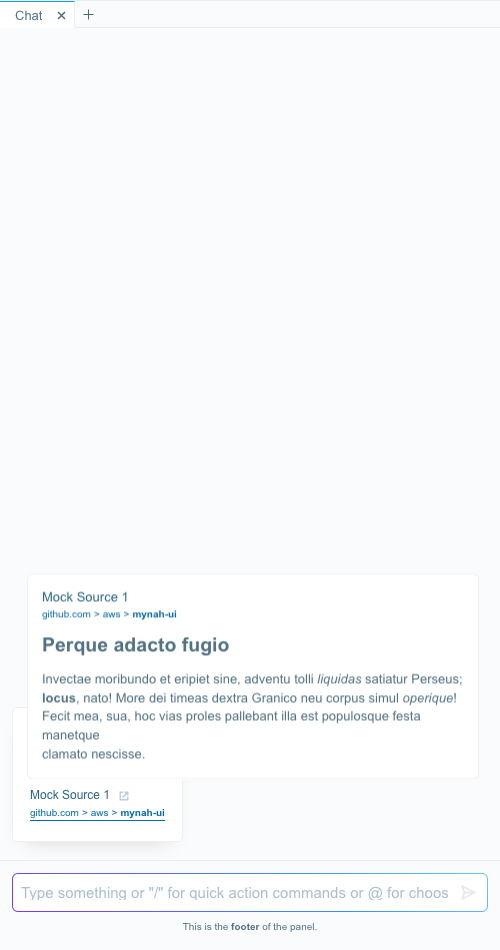 Chat
Mock Source 1
github.com > aws > mynah-ui
Perque adacto fugio
Invectae moribundo et eripiet sine, adventu tolli liquidas satiatur Perseus;
locus, nato! More dei timeas dextra Granico neu corpus simul operique!
Fecit mea, sua, hoc vias proles pallebant illa est populosque festa
manetque
clamato nescisse.
Mock Source 1
github.com > aws > mynah-ui
Type something or "/" for quick action commands or @ for choos
This is the footer of the panel.